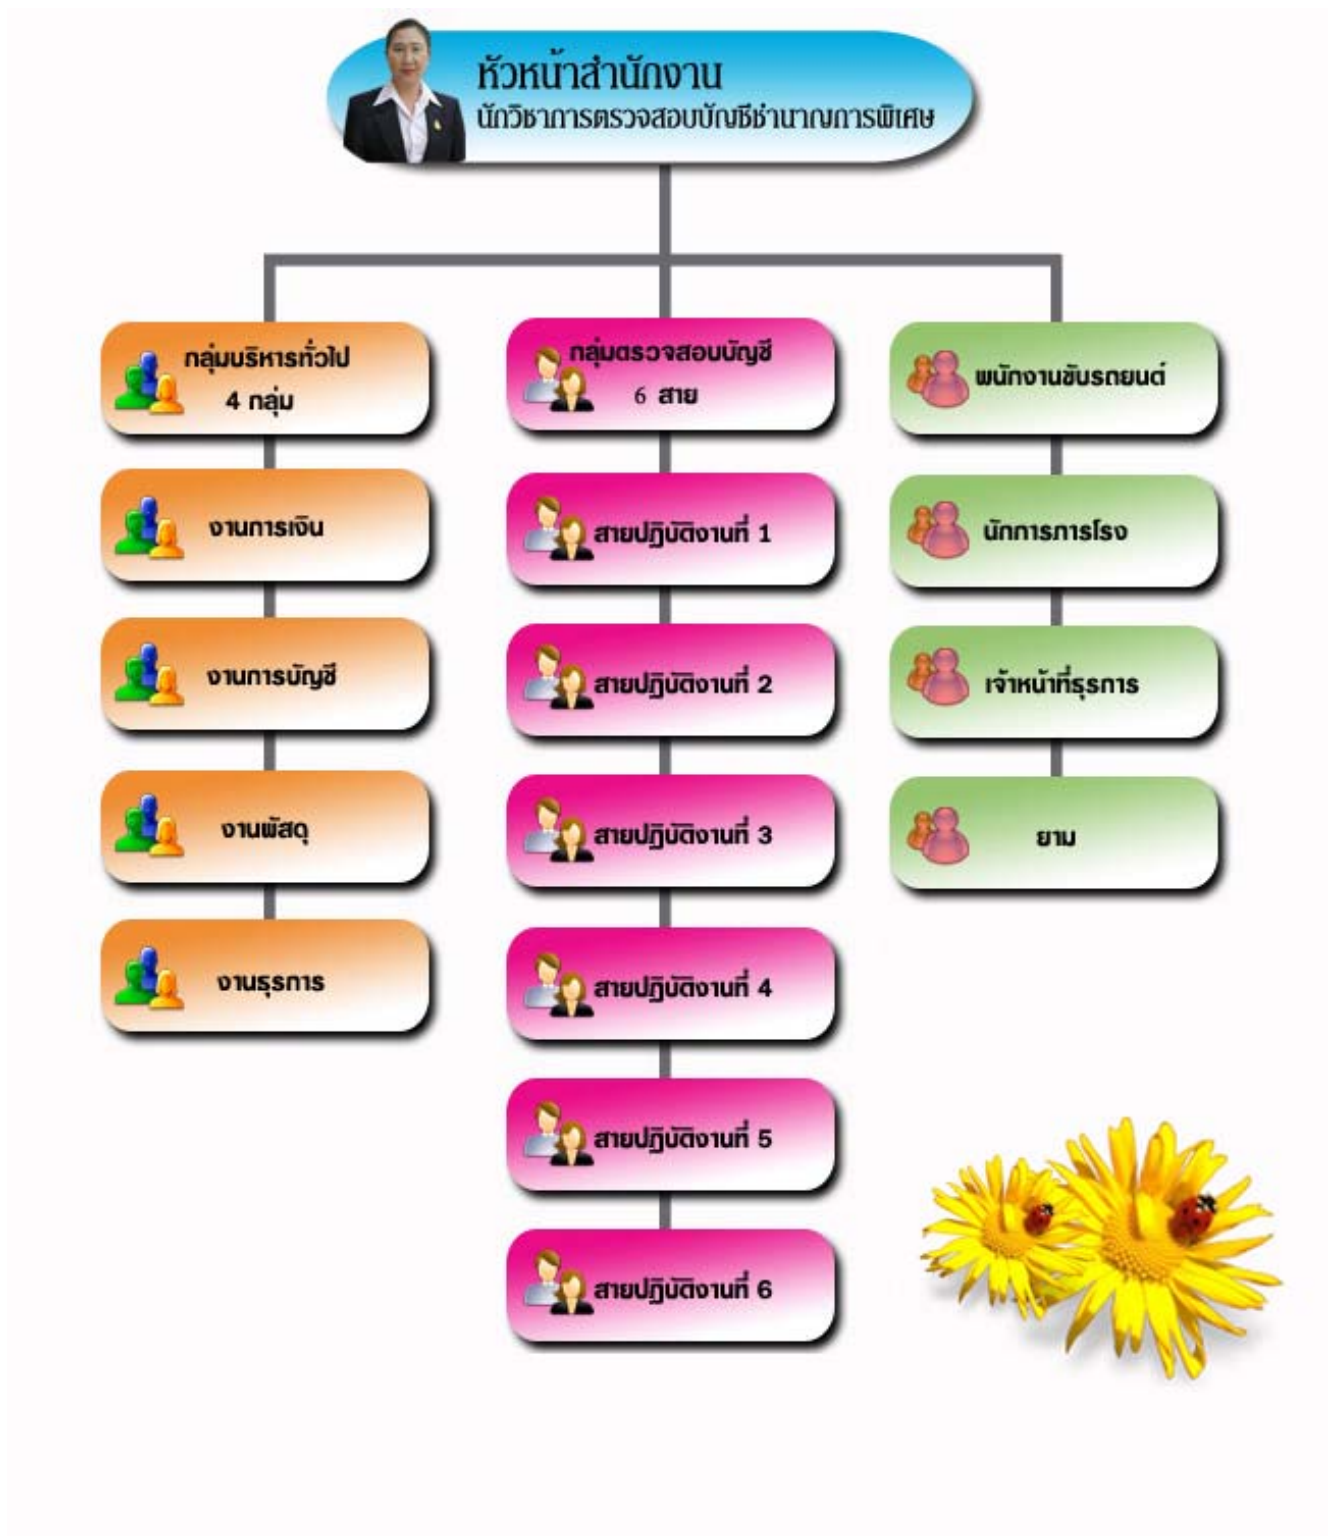 หัวหน้าสำนักงาน
นักวิชาการตรวจสอบบัญชีชำนาญการพิเศษ
กลุ่มบริหารทั่วไป
4 กลุ่ม
งานการเงิน
งานการบัญชี
งานพัสดุ
งานธุรการ
กลุ่มตรวจสอบบัญชี
6 สาย
สายปฏิบัติงานที่ 1
สายปฏิบัติงานที่ 2
สายปฏิบัติงานที่ 3
สายปฏิบัติงานที่ 4
สายปฏิบัติงานที่ 5
สายปฏิบัติงานที่ 6
พนักงานขับรถยนต์
นักการภารโรง
เจ้าหน้าที่ธุรการ
ยาม